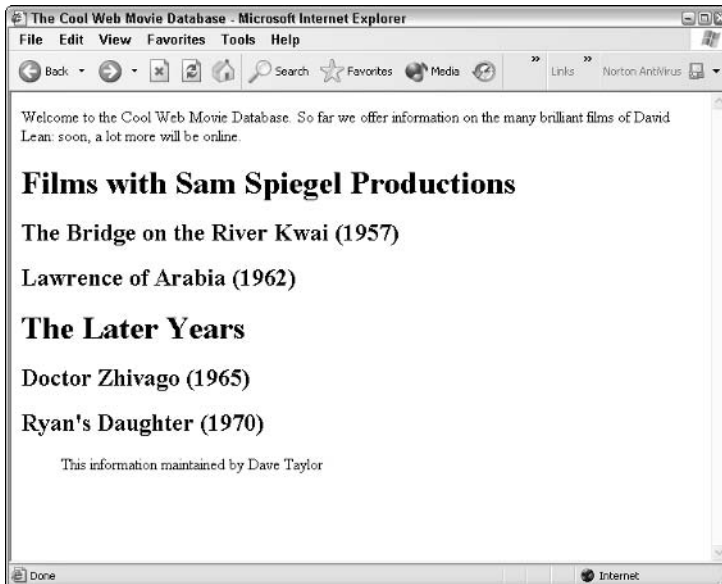 The Cool Web Movie Database - Microsoft Internet Explorer
File Edit View Favorites Tools Help
Back Search Favorites Media » Links » Norton AntiVirus
Welcome to the Cool Web Movie Database. So far we offer information on the many brilliant films of David
Lean: soon, a lot more will be online.
Films with Sam Spiegel Productions
The Bridge on the River Kwai (1957)
Lawrence of Arabia (1962)
The Later Years
Doctor Zhivago (1965)
Ryan's Daughter (1970)
This information maintained by Dave Taylor
Done Internet